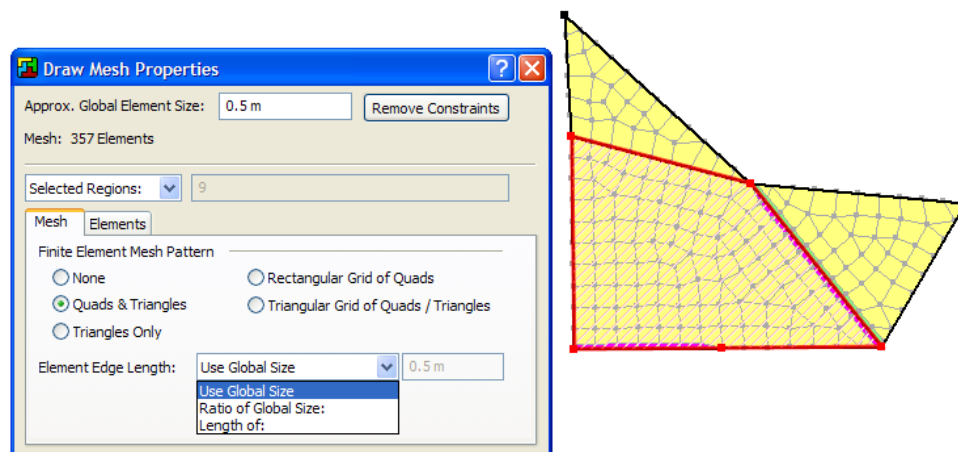 Draw Mesh Properties
Approx. Global Element Size: 0.5 m Remove Constraints
Mesh: 357 Elements
Selected Regions: 9
Mesh Elements
Finite Element Mesh Pattern
None Rectangular Grid of Quads
Quads & Triangles Triangular Grid of Quads / Triangles
Triangles Only
Element Edge Length: Use Global Size 0.5 m
Use Global Size
Ratio of Global Size:
Length of: